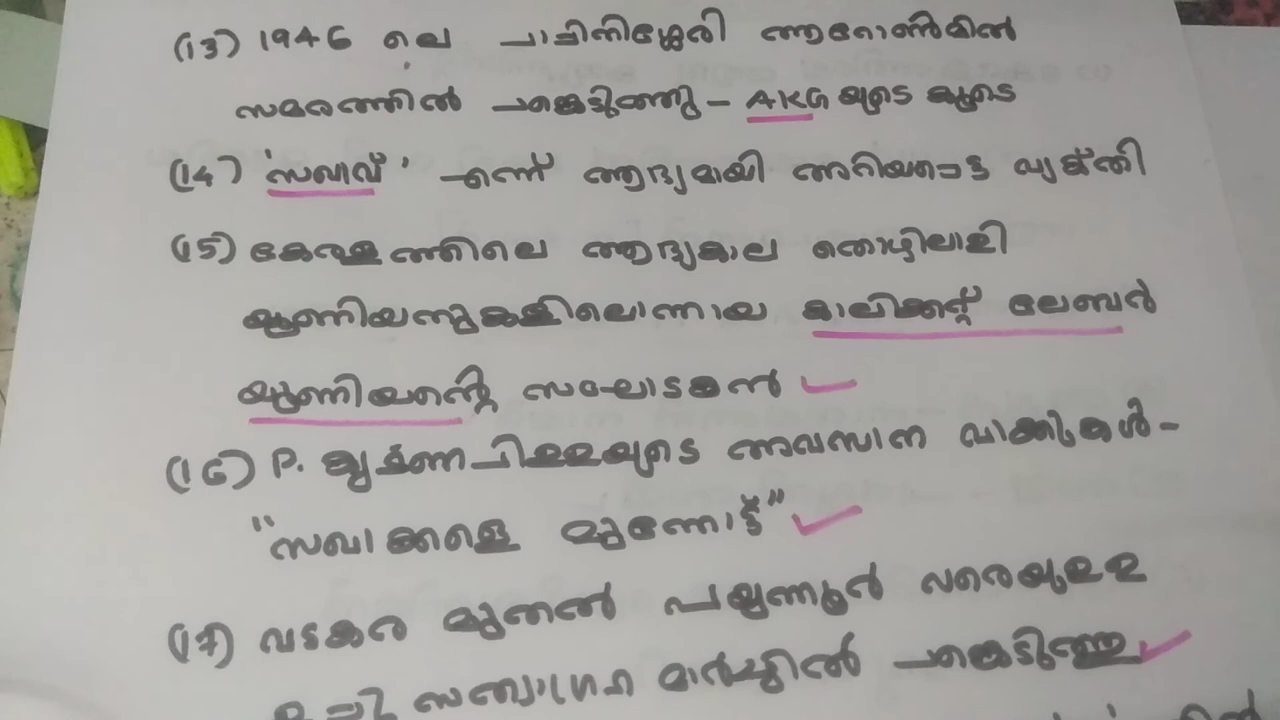 (13) 1946 ലെ പാപ്പിനിശ്ശേരി ആറോൺമിൽ
സമരത്തിൽ പങ്കെടുത്തു - AKG യുടെ കൂടെ
(14) 'സഖാവ്' എന്ന് ആദ്യമായി അറിയപ്പെട്ട വ്യക്തി
(15) കേരളത്തിലെ ആദ്യകാല തൊഴിലാളി
യൂണിയനുകളിലൊന്നായ കാലിക്കറ്റ് ലേബർ
യൂണിയന്റെ സംഘാടകൻ
(16) P. കൃഷ്ണപിള്ളയുടെ അവസാന വാക്കുകൾ -
"സഖാക്കളെ മുന്നോട്ട്"
(17) വടകര മുതൽ പയ്യന്നൂർ വരെയുള്ള
ഉപ്പു സത്യാഗ്രഹ മാർച്ചിൽ പങ്കെടുത്തു